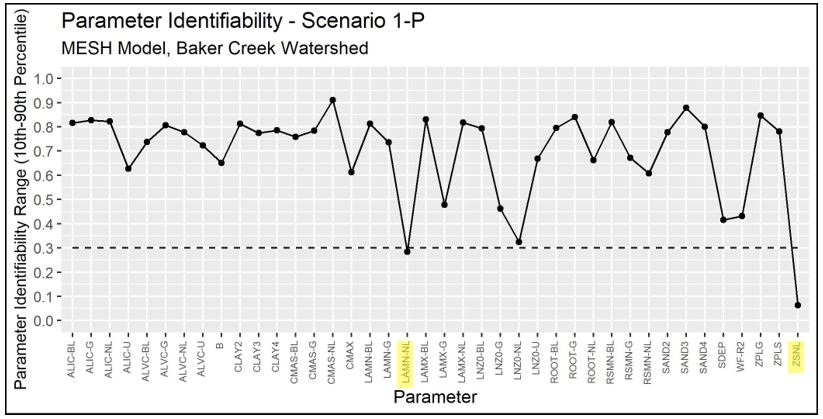 Parameter Identifiability - Scenario 1-P
MESH Model, Baker Creek Watershed
Parameter Identifiability Range (10th-90th Percentile)
1.0
0.9
0.8
0.7
0.6
0.5
0.4
0.3
0.2
0.1
0.0
ALIC-BL
ALIC-G
ALIC-NL
ALIC-U
ALVC-BL
ALVC-G
ALVC-NL
ALVC-U
B
CLAY2
CLAY3
CLAY4
CMAS-BL
CMAS-G
CMAS-NL
CMAX
LAMN-BL
LAMN-G
LAMN-NL
LAMX-BL
LAMX-G
LAMX-NL
LNZ0-BL
LNZ0-G
LNZ0-NL
LNZ0-U
ROOT-BL
ROOT-G
ROOT-NL
RSMN-BL
RSMN-G
RSMN-NL
SAND2
SAND3
SAND4
SDEP
WF-R2
ZPLG
ZPLS
ZSNL
Parameter